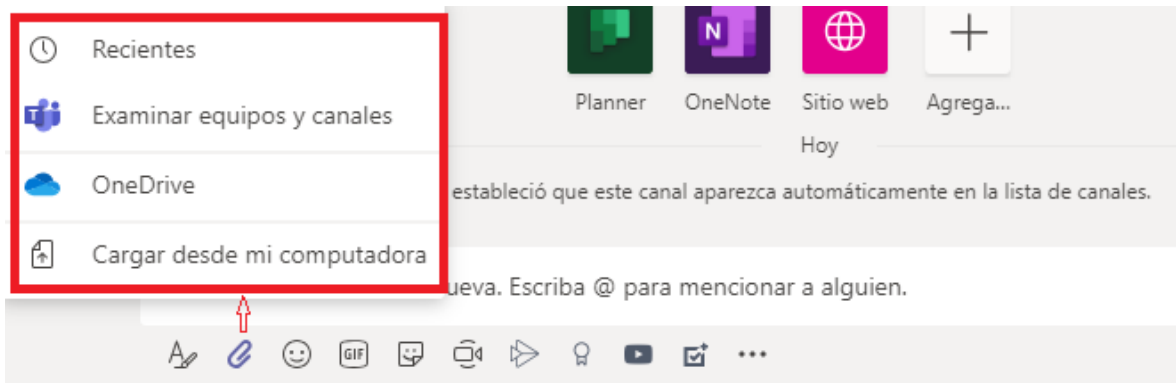 Recientes
Examinar equipos y canales
OneDrive
Cargar desde mi computadora
N
Planner OneNote Sitio web Agrega...
Hoy
estableció que este canal aparezca automáticamente en la lista de canales.
ueva. Escriba @ para mencionar a alguien.
GIF